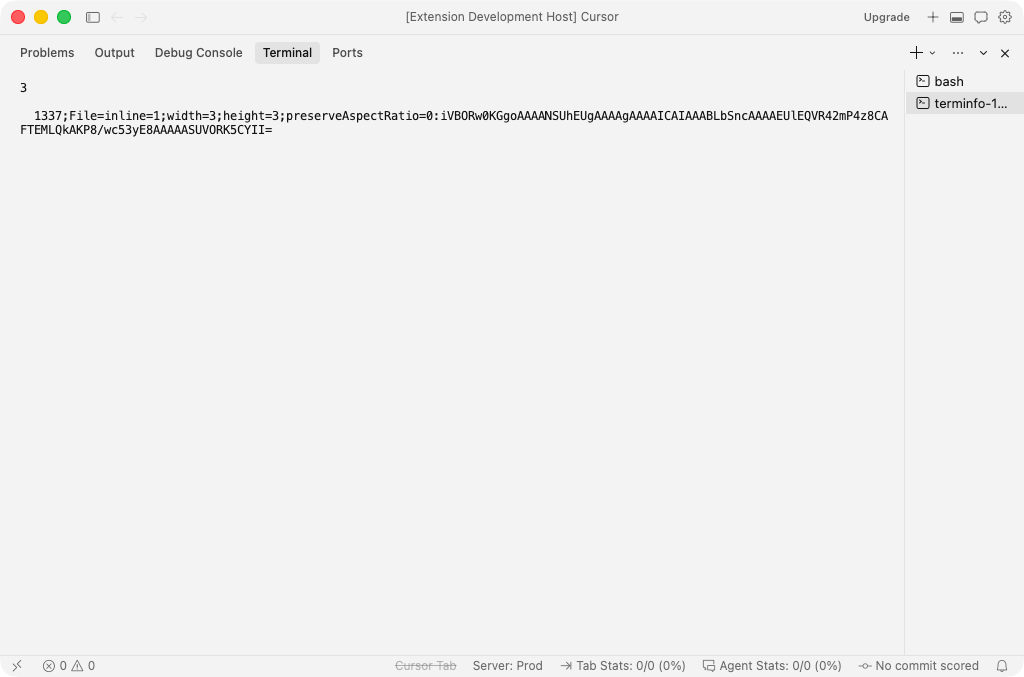 [Extension Development Host] Cursor
Upgrade
Problems Output Debug Console Terminal Ports
3
1337;File=inline=1;width=3;height=3;preserveAspectRatio=0:iVBORw0KGgoAAAANSUhEUgAAAAgAAAAICAIAAABLbSncAAAAEUlEQVR42mP4z8CA
FTEMLQkAKP8/wc53yE8AAAAASUVORK5CYII=
bash
terminfo-1...
0 0 Cursor Tab Server: Prod Tab Stats: 0/0 (0%) Agent Stats: 0/0 (0%) No commit scored